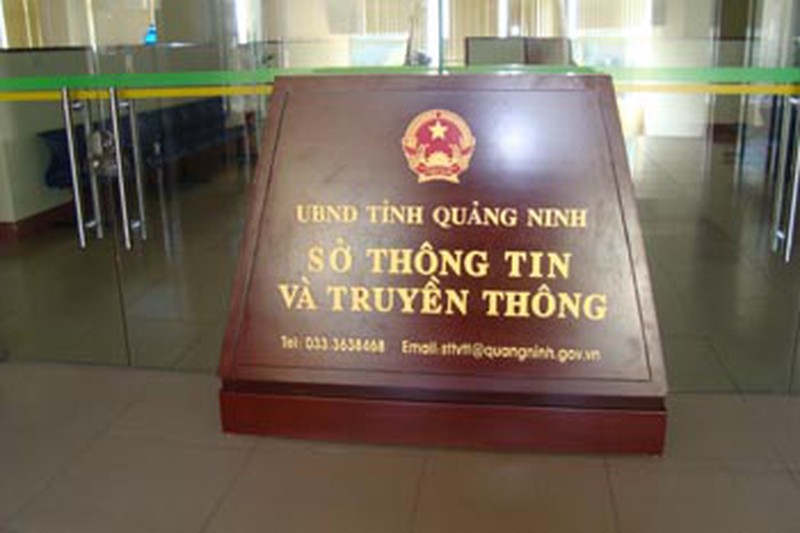 UBND TỈNH QUẢNG NINH
SỞ THÔNG TIN
VÀ TRUYỀN THÔNG
Tel: 033.3638468 Email: sttvtt@quangninh.gov.vn